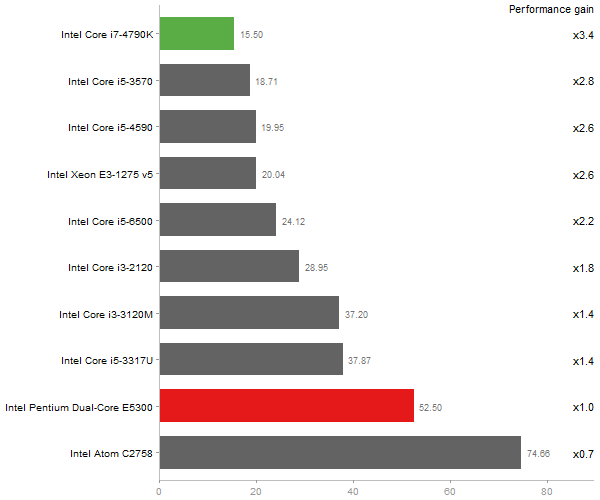 Performance gain
Intel Core i7-4790K 15.50 x3.4
Intel Core i5-3570 18.71 x2.8
Intel Core i5-4590 19.95 x2.6
Intel Xeon E3-1275 v5 20.04 x2.6
Intel Core i5-6500 24.12 x2.2
Intel Core i3-2120 28.95 x1.8
Intel Core i3-3120M 37.20 x1.4
Intel Core i5-3317U 37.87 x1.4
Intel Pentium Dual-Core E5300 52.50 x1.0
Intel Atom C2758 74.66 x0.7
0 20 40 60 80